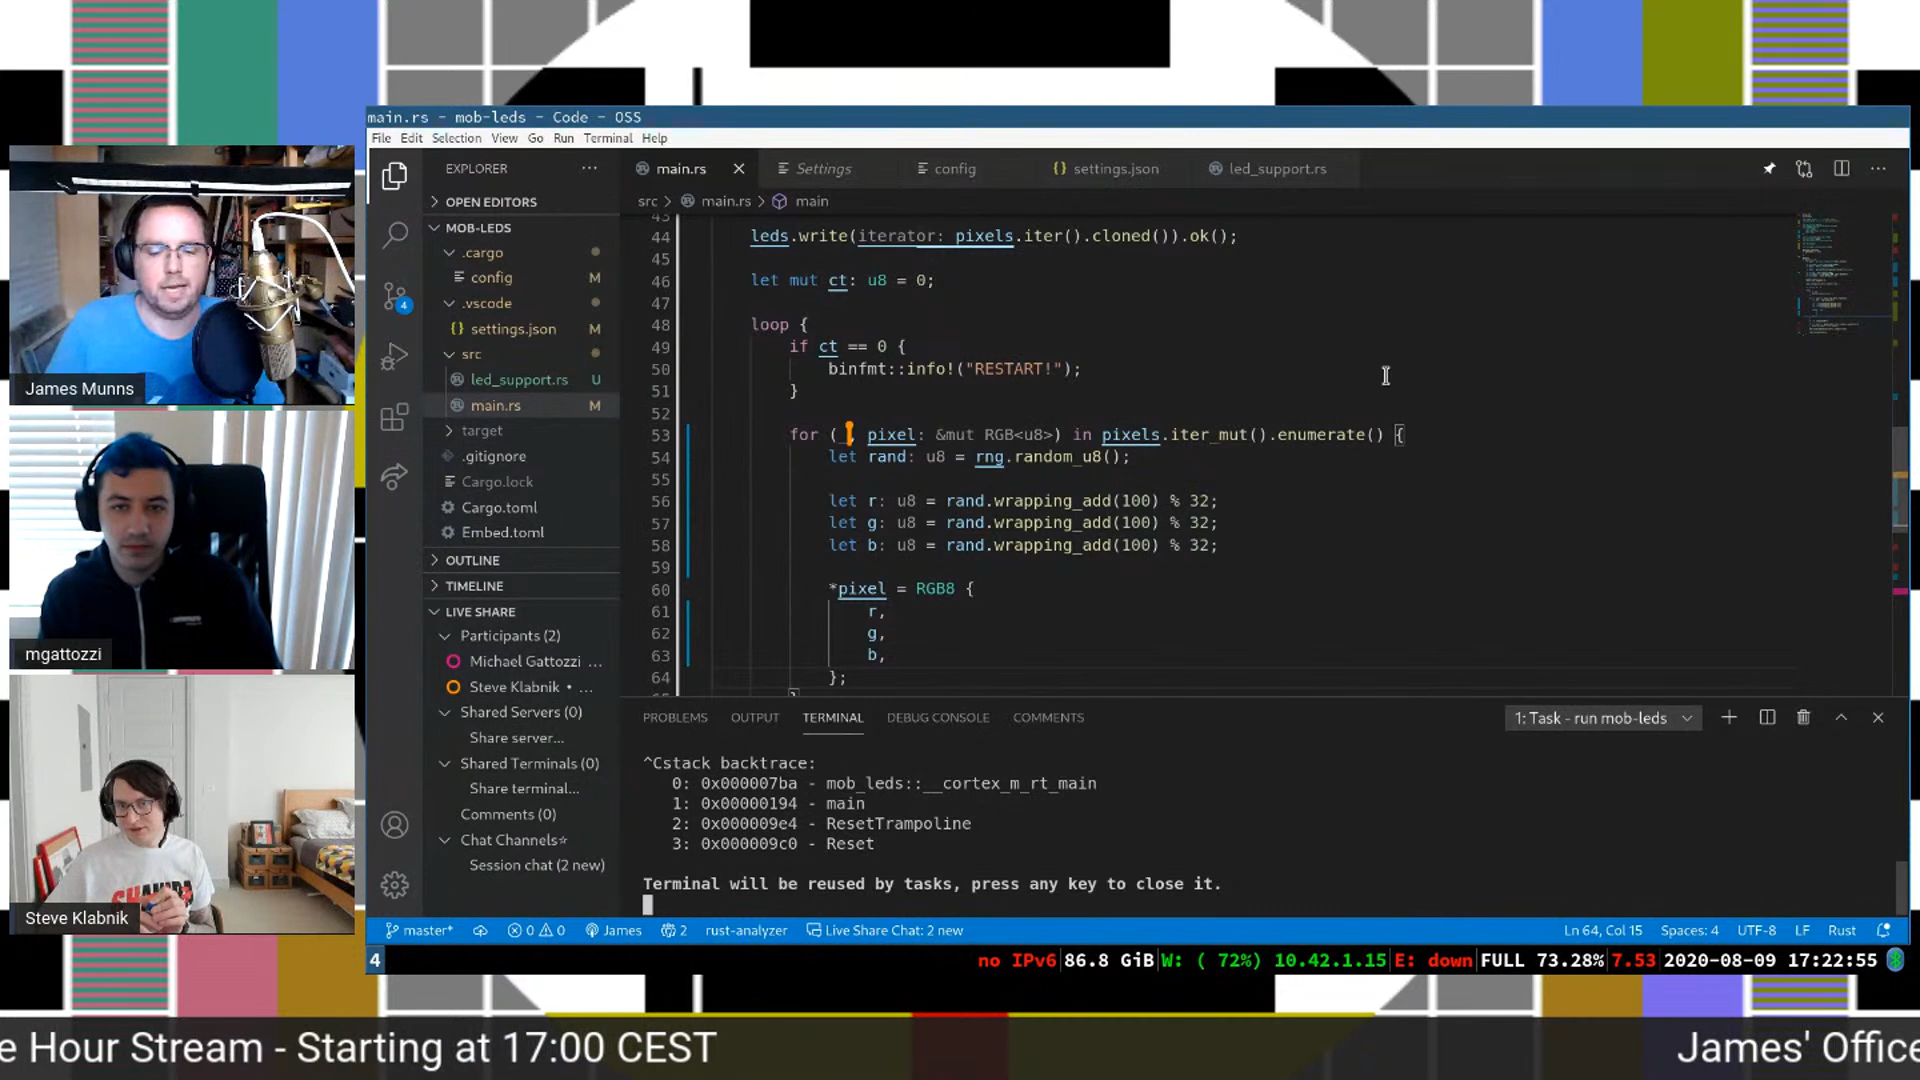 main.rs - mob-leds - Code - OSS
File Edit Selection View Go Run Terminal Help
EXPLORER
OPEN EDITORS
MOB-LEDS
.cargo
config M
.vscode
settings.json M
src
led_support.rs U
main.rs M
target
.gitignore
Cargo.lock
Cargo.toml
Embed.toml
OUTLINE
TIMELINE
LIVE SHARE
Participants (2)
Michael Gattozzi ...
Steve Klabnik • ...
Shared Servers (0)
Share server...
Shared Terminals (0)
Share terminal...
Comments (0)
Chat Channels
Session chat (2 new)
4
main.rs Settings config settings.json led_support.rs
src > main.rs > main
43
44 leds.write(iterator: pixels.iter().cloned()).ok();
45
46 let mut ct: u8 = 0;
47
48 loop {
49 if ct == 0 {
50 binfmt::info!("RESTART!");
51 }
52
53 for (_, pixel: &mut RGB<u8>) in pixels.iter_mut().enumerate() {
54 let rand: u8 = rng.random_u8();
55
56 let r: u8 = rand.wrapping_add(100) % 32;
57 let g: u8 = rand.wrapping_add(100) % 32;
58 let b: u8 = rand.wrapping_add(100) % 32;
59
60 *pixel = RGB8 {
61 r,
62 g,
63 b,
64 };
PROBLEMS OUTPUT TERMINAL DEBUG CONSOLE COMMENTS
1: Task - run mob-leds
^Cstack backtrace:
0: 0x000007ba - mob_leds::__cortex_m_rt_main
1: 0x00000194 - main
2: 0x000009e4 - ResetTrampoline
3: 0x000009c0 - Reset
Terminal will be reused by tasks, press any key to close it.
master* 0 0 James 2 rust-analyzer Live Share Chat: 2 new
Ln 64, Col 15 Spaces: 4 UTF-8 LF Rust
4
no IPv6|86.8 GiB|W: ( 72%) 10.42.1.15|E: down|FULL 73.28%|7.53|2020-08-09 17:22:55
James Munns
mgattozzi
Steve Klabnik
e Hour Stream - Starting at 17:00 CEST
James' Office